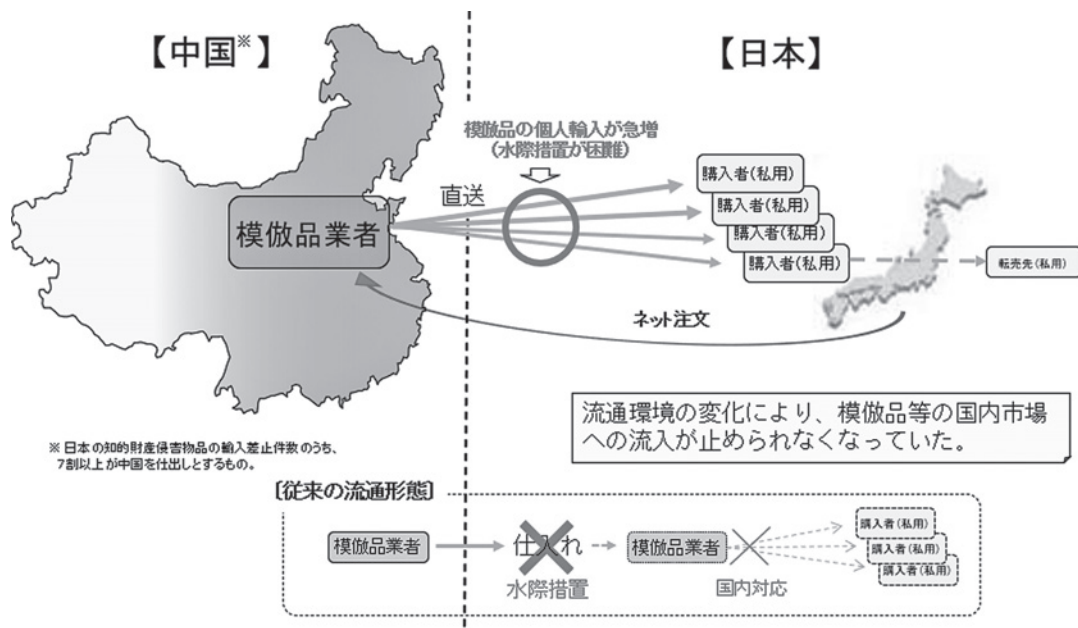 【中国※】
【日本】
模倣品の個人輸入が急増
（水際措置が困難）
直送
模倣品業者
購入者（私用）
購入者（私用）
購入者（私用）
購入者（私用）
転売先（私用）
ネット注文
流通環境の変化により、模倣品等の国内市場
への流入が止められなくなっていた。
※日本の知的財産侵害物品の輸入差止件数のうち、
7割以上が中国を仕出しとするもの。
〔従来の流通形態〕
模倣品業者
仕入れ
水際措置
模倣品業者
国内対応
購入者（私用）
購入者（私用）
購入者（私用）